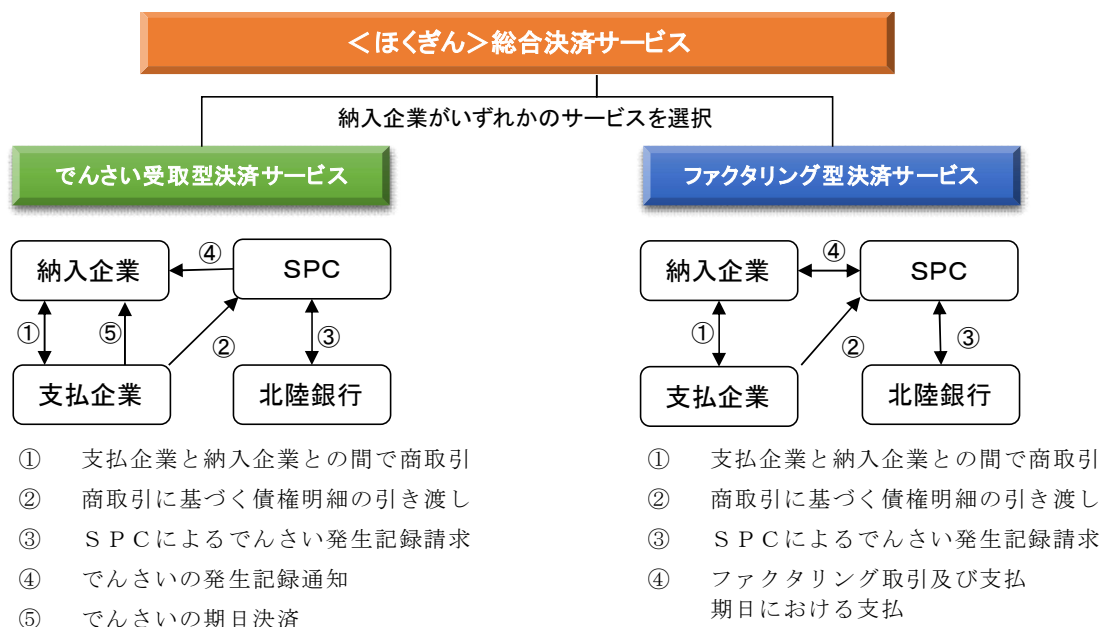 ＜ほくぎん＞総合決済サービス
納入企業がいずれかのサービスを選択
でんさい受取型決済サービス
納入企業
④
SPC
①
⑤
②
③
支払企業
北陸銀行
① 支払企業と納入企業との間で商取引
② 商取引に基づく債権明細の引き渡し
③ ＳＰＣによるでんさい発生記録請求
④ でんさいの発生記録通知
⑤ でんさいの期日決済
ファクタリング型決済サービス
納入企業
④
SPC
①
②
③
支払企業
北陸銀行
① 支払企業と納入企業との間で商取引
② 商取引に基づく債権明細の引き渡し
③ ＳＰＣによるでんさい発生記録請求
④ ファクタリング取引及び支払
期日における支払